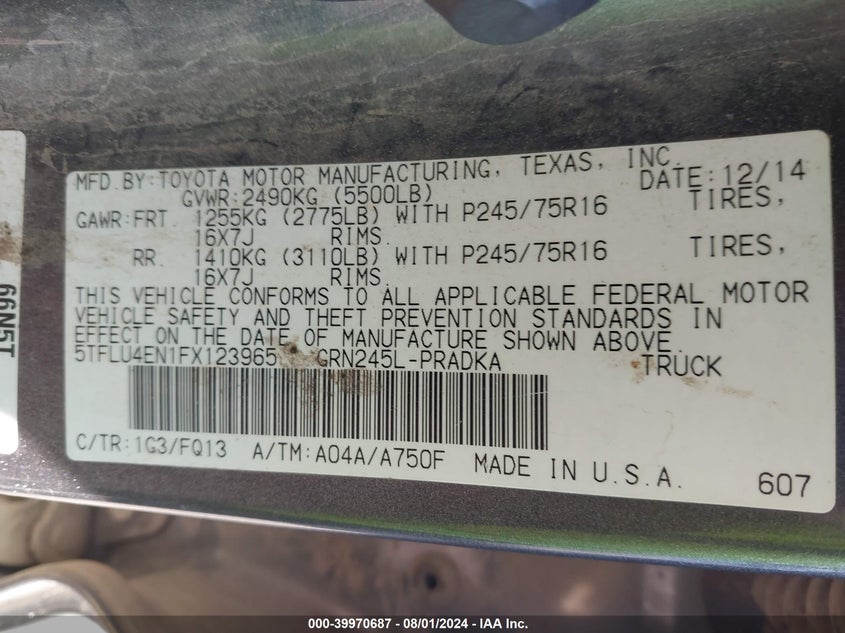 MFD. BY: TOYOTA MOTOR MANUFACTURING, TEXAS, INC. DATE: 12/14
GVWR: 2490KG (5500LB)
GAWR: FRT. 1255KG (2775LB) WITH P245/75R16 TIRES,
16X7J RIMS.
RR. 1410KG (3110LB) WITH P245/75R16 TIRES,
16X7J RIMS.
THIS VEHICLE CONFORMS TO ALL APPLICABLE FEDERAL MOTOR
VEHICLE SAFETY AND THEFT PREVENTION STANDARDS IN
EFFECT ON THE DATE OF MANUFACTURE SHOWN ABOVE.
5TFLU4EN1FX123965 GRN245L-PRADKA TRUCK
C/TR: 1G3/FQ13 A/TM: A04A/A750F MADE IN U.S.A.
607
66N5T
000-39970687 - 08/01/2024 - IAA Inc.